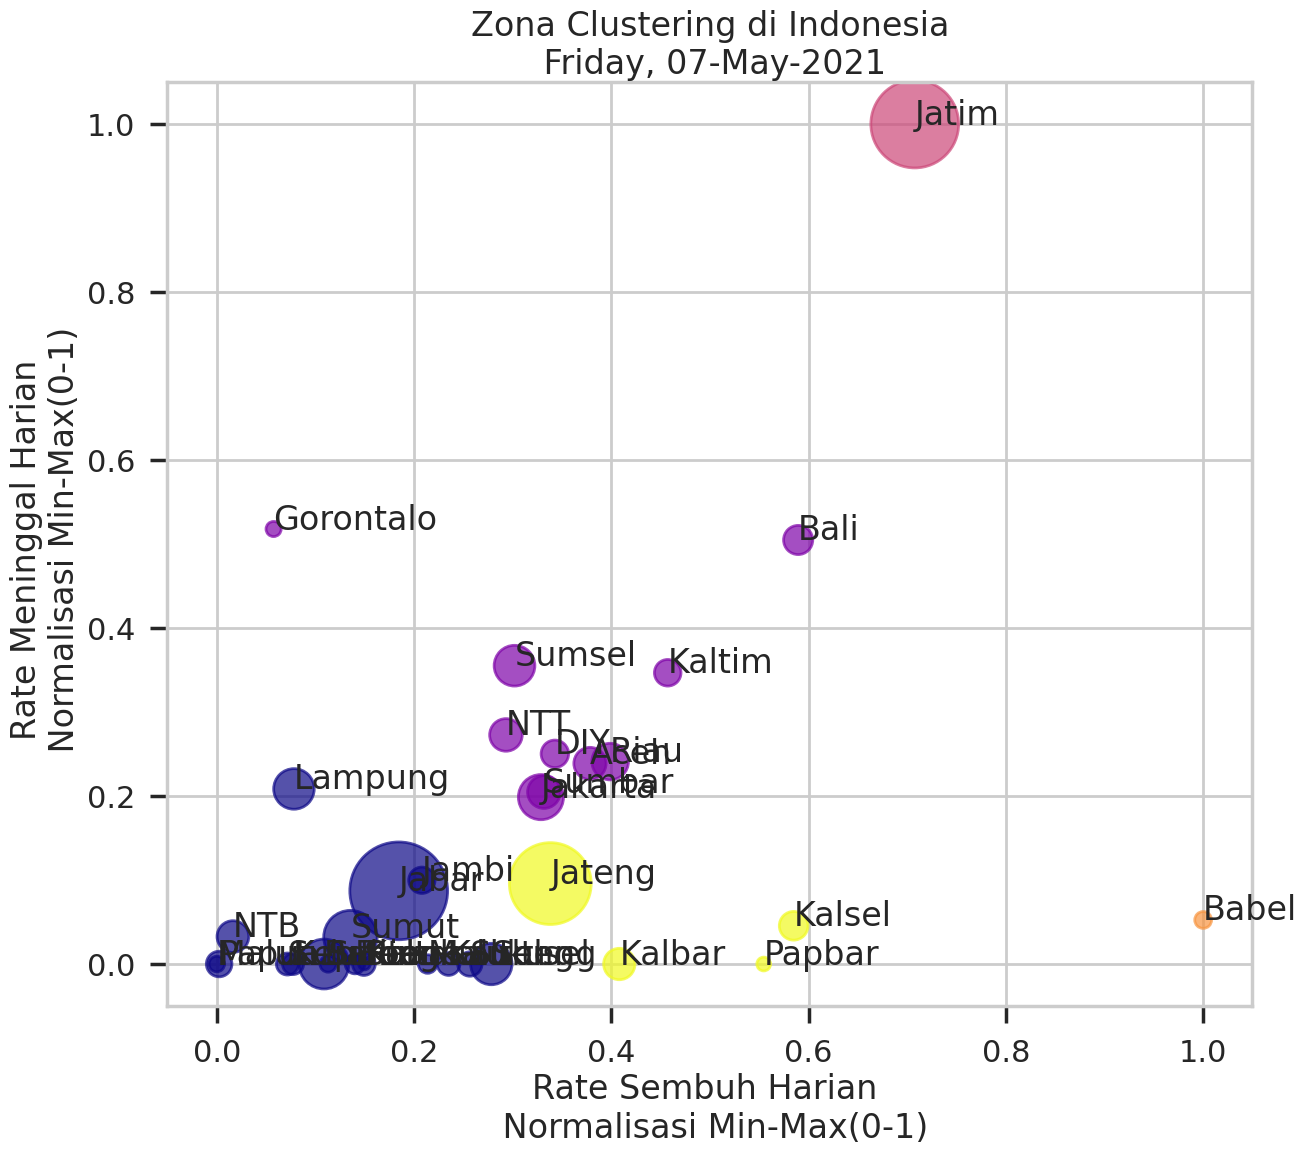 Zona Clustering di Indonesia
Friday, 07-May-2021
Rate Meninggal Harian
Normalisasi Min-Max(0-1)
1.0
0.8
0.6
0.4
0.2
0.0
Jatim
Gorontalo
Bali
Sumsel
Kaltim
NTT
DIY
Riau
Aceh
Sumbar
Jakarta
Lampung
Jambi
Jabar
Jateng
Kalsel
Babel
NTB
Sumut
Kalbar
Papbar
0.0
0.2
0.4
0.6
0.8
1.0
Rate Sembuh Harian
Normalisasi Min-Max(0-1)